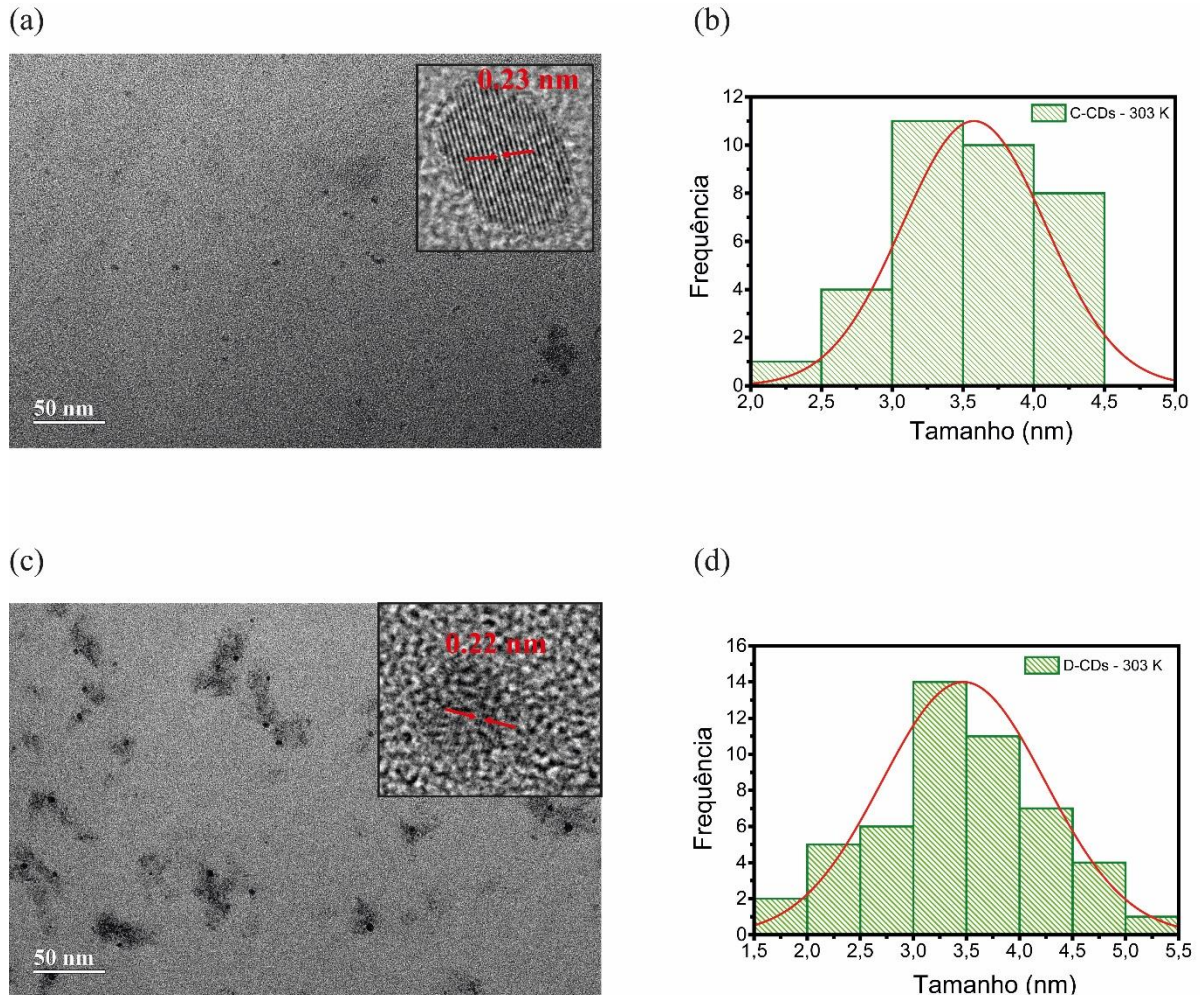 (a)
(b)
0.23 nm
50 nm
12
10
8
6
4
2
0
Frequência
C-CDs - 303 K
2,0 2,5 3,0 3,5 4,0 4,5 5,0
Tamanho (nm)
(c)
(d)
0.22 nm
50 nm
16
14
12
10
8
6
4
2
0
Frequência
D-CDs - 303 K
1,5 2,0 2,5 3,0 3,5 4,0 4,5 5,0 5,5
Tamanho (nm)